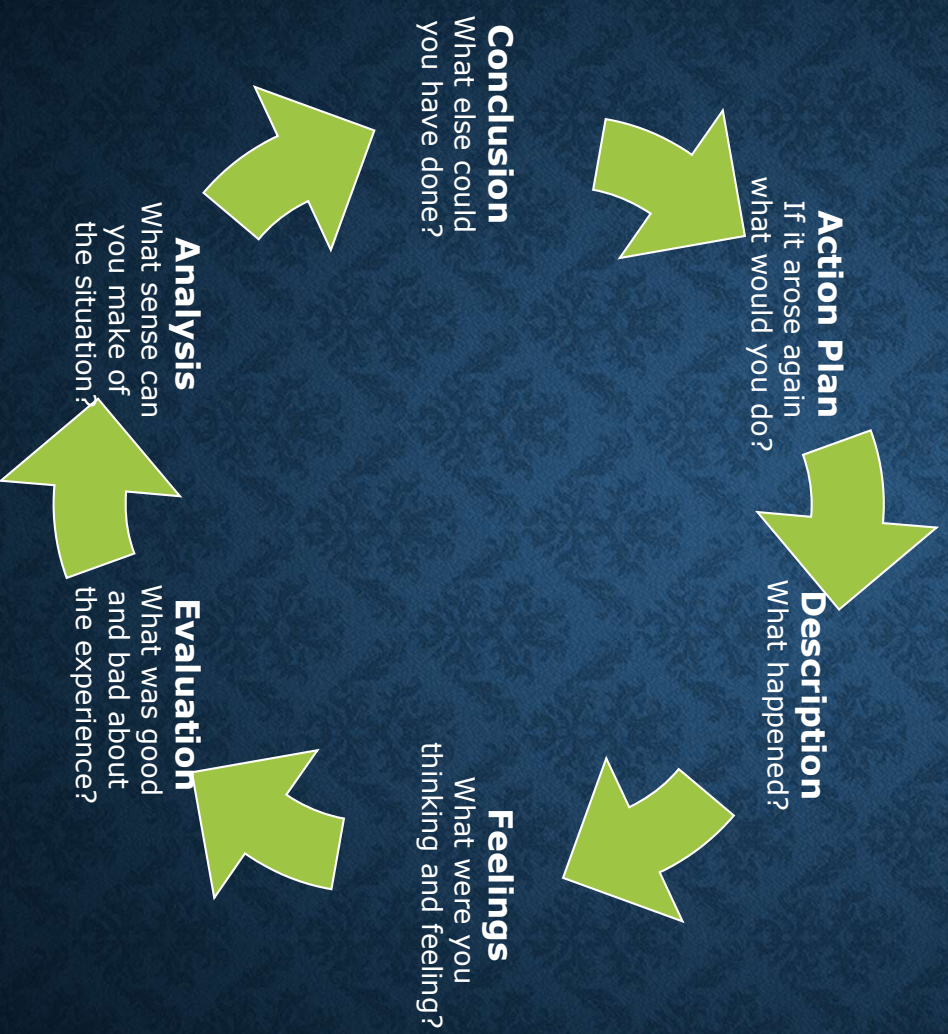 Description
What happened?
Feelings
What were you
thinking and feeling?
Evaluation
What was good
and bad about
the experience?
Analysis
What sense can
you make of
the situation?
Conclusion
What else could
you have done?
Action Plan
If it arose again
what would you do?